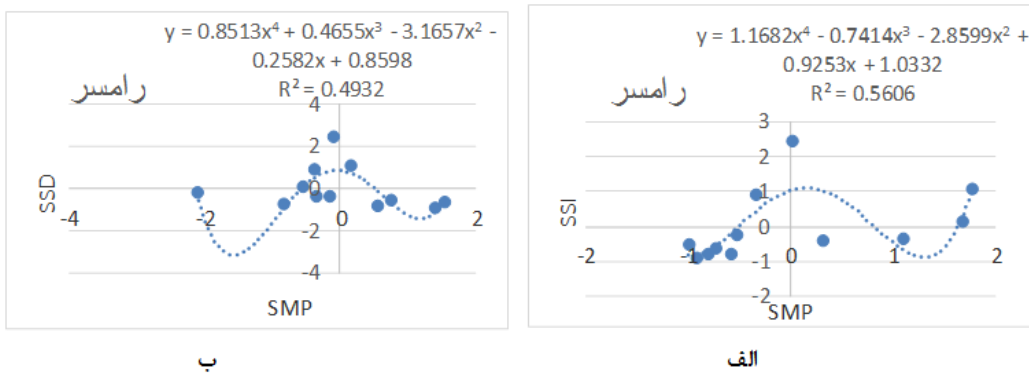 y = 0.8513x⁴ + 0.4655x³ - 3.1657x² -
0.2582x + 0.8598
R² = 0.4932
رامسر
4
2
0
-2
-4
-4
-2
0
2
SSD
SMP
ب
y = 1.1682x⁴ - 0.7414x³ - 2.8599x² +
0.9253x + 1.0332
R² = 0.5606
رامسر
3
2
1
0
-1
-2
-2
-1
0
1
2
SSI
SMP
الف